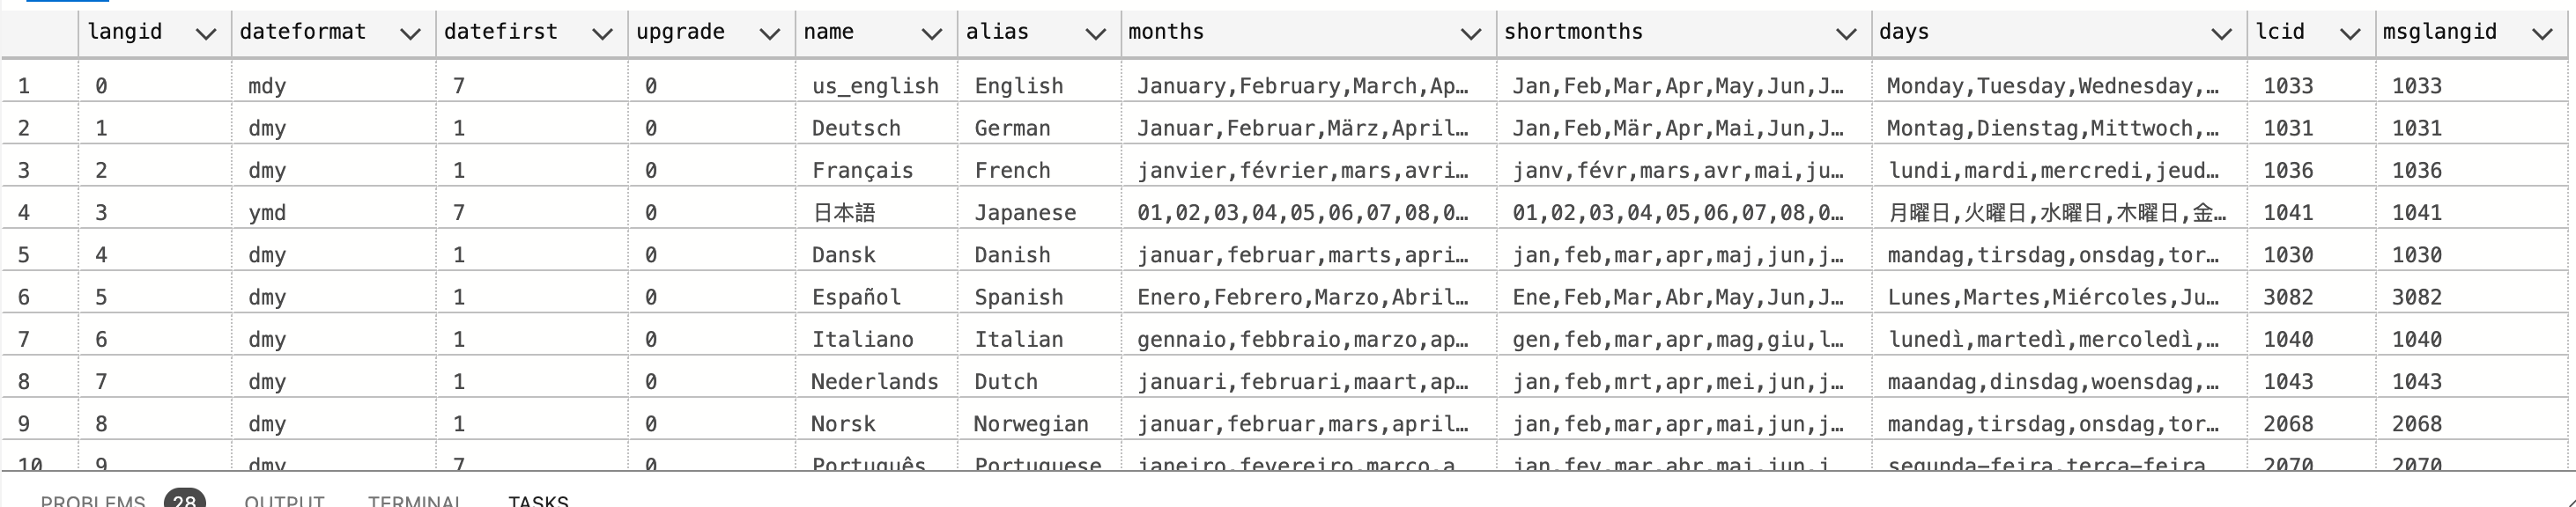 langid dateformat datefirst upgrade name alias months shortmonths days lcid msglangid
1 0 mdy 7 0 us_english English January,February,March,Ap… Jan,Feb,Mar,Apr,May,Jun,J… Monday,Tuesday,Wednesday,… 1033 1033
2 1 dmy 1 0 Deutsch German Januar,Februar,März,April… Jan,Feb,Mär,Apr,Mai,Jun,J… Montag,Dienstag,Mittwoch,… 1031 1031
3 2 dmy 1 0 Français French janvier,février,mars,avri… janv,févr,mars,avr,mai,ju… lundi,mardi,mercredi,jeud… 1036 1036
4 3 ymd 7 0 日本語 Japanese 01,02,03,04,05,06,07,08,0… 01,02,03,04,05,06,07,08,0… 月曜日,火曜日,水曜日,木曜日,金… 1041 1041
5 4 dmy 1 0 Dansk Danish januar,februar,marts,apri… jan,feb,mar,apr,maj,jun,j… mandag,tirsdag,onsdag,tor… 1030 1030
6 5 dmy 1 0 Español Spanish Enero,Febrero,Marzo,Abril… Ene,Feb,Mar,Abr,May,Jun,J… Lunes,Martes,Miércoles,Ju… 3082 3082
7 6 dmy 1 0 Italiano Italian gennaio,febbraio,marzo,ap… gen,feb,mar,apr,mag,giu,l… lunedì,martedì,mercoledì,… 1040 1040
8 7 dmy 1 0 Nederlands Dutch januari,februari,maart,ap… jan,feb,mrt,apr,mei,jun,j… maandag,dinsdag,woensdag,… 1043 1043
9 8 dmy 1 0 Norsk Norwegian januar,februar,mars,april… jan,feb,mar,apr,mai,jun,j… mandag,tirsdag,onsdag,tor… 2068 2068
10 9 dmy 7 0 Português Portuguese janeiro,fevereiro,março,a… jan,fev,mar,abr,mai,jun,j… segunda-feira,terça-feira… 2070 2070
PROBLEMS 28 OUTPUT TERMINAL TASKS